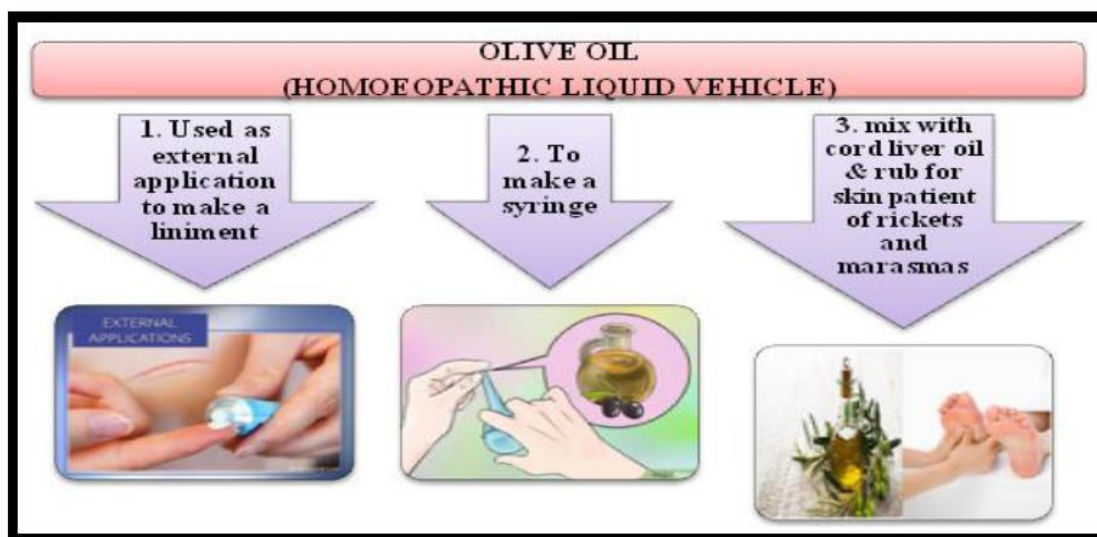 OLIVE OIL
(HOMOEOPATHIC LIQUID VEHICLE)
1. Used as
external
application
to make a
liniment
2. To
make a
syringe
3. mix with
cord liver oil
& rub for
skin patient
of rickets
and
marasmas
EXTERNAL
APPLICATIONS